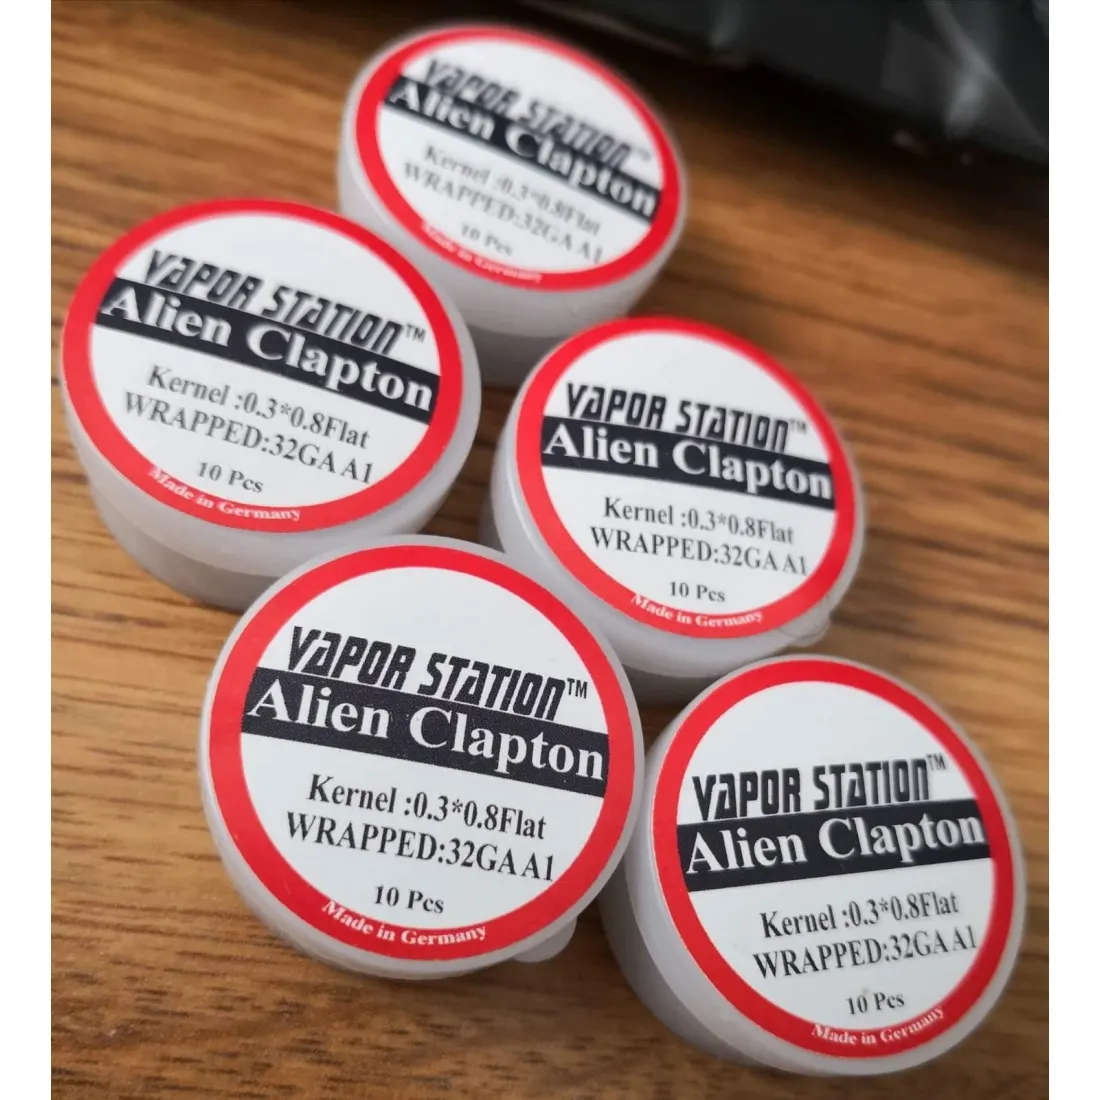 VAPOR STATION™
Alien Clapton
Kernel :0.3*0.8Flat
WRAPPED:32GA A1
10 Pcs
Made in Germany
VAPOR STATION™
Alien Clapton
Kernel :0.3*0.8Flat
WRAPPED:32GA A1
10 Pcs
Made in Germany
VAPOR STATION™
Alien Clapton
Kernel :0.3*0.8Flat
WRAPPED:32GA A1
10 Pcs
Made in Germany
VAPOR STATION™
Alien Clapton
Kernel :0.3*0.8Flat
WRAPPED:32GA A1
10 Pcs
Made in Germany
VAPOR STATION™
Alien Clapton
Kernel :0.3*0.8Flat
WRAPPED:32GA A1
10 Pcs
Made in Germany